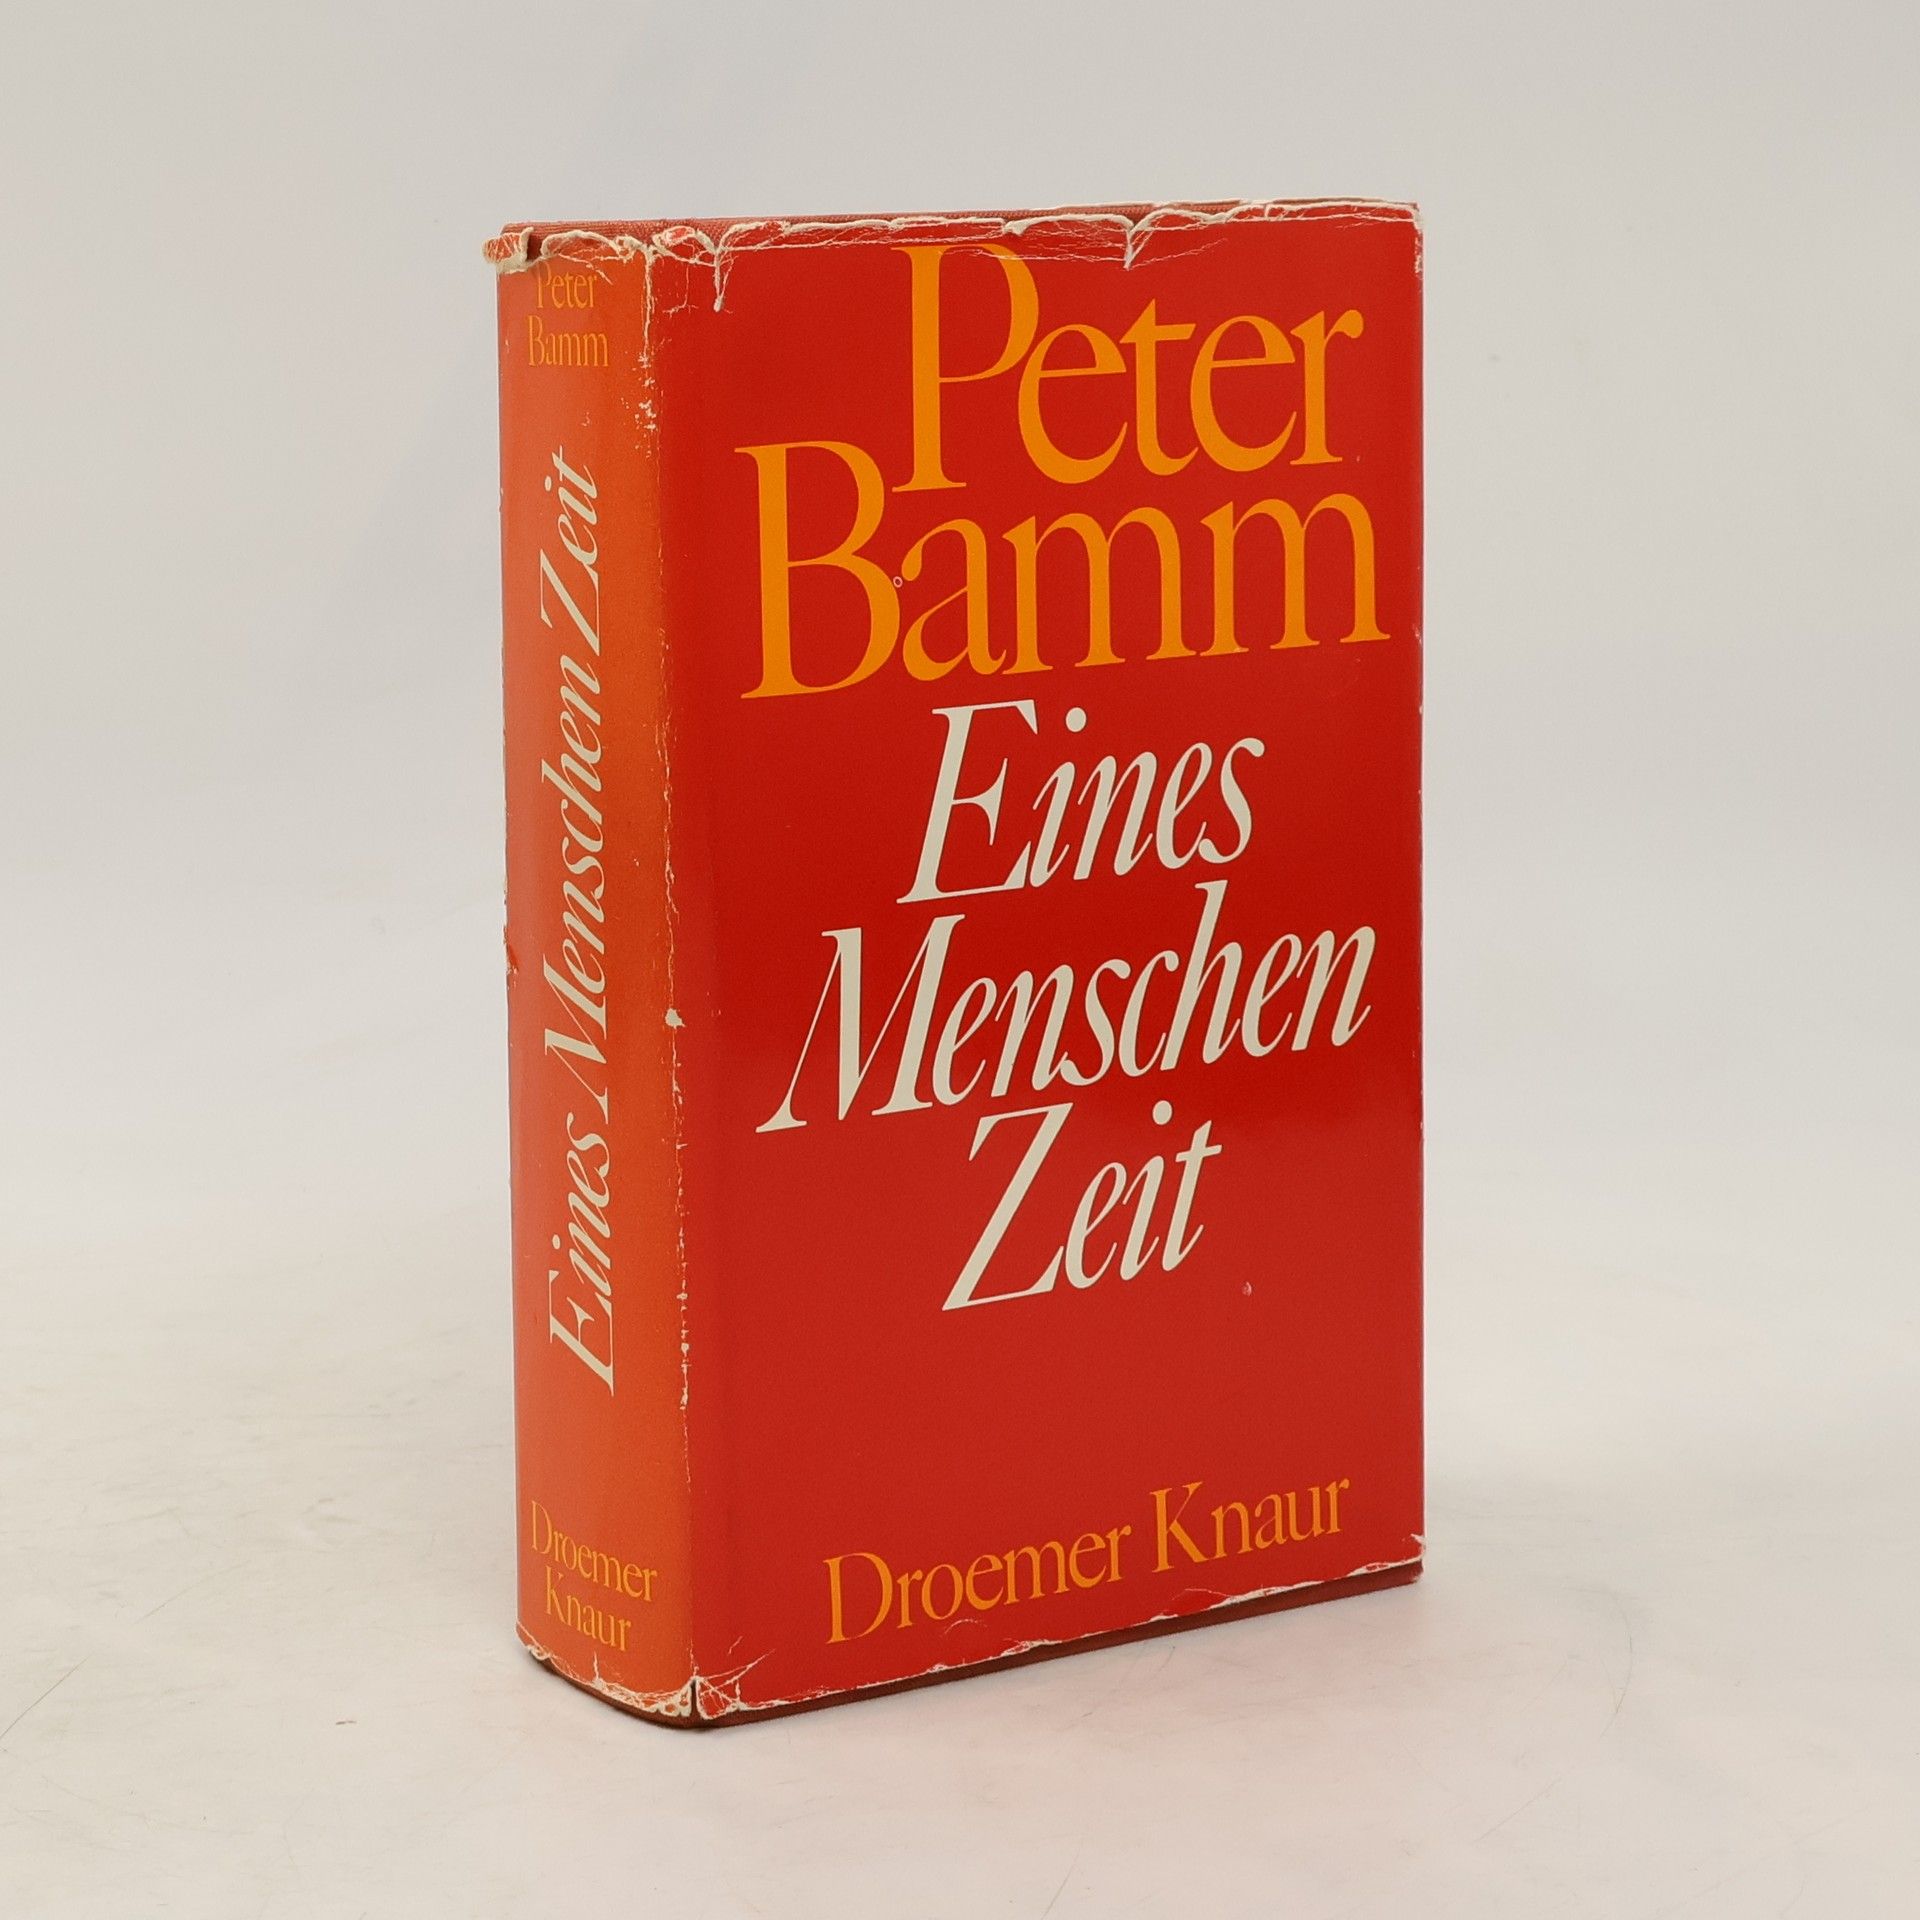 Peter
Bamm
Eines Menschen Zeit
Droemer
Knaur
Peter
Bamm
Eines
Menschen
Zeit
Droemer Knaur